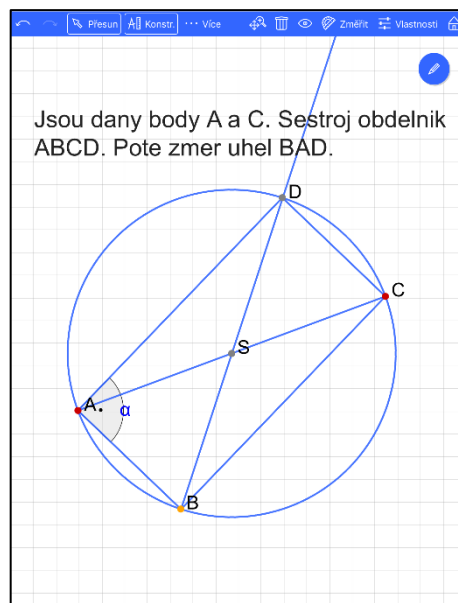 Přesun Konstr. ··· Více Změřit Vlastnosti
Jsou dany body A a C. Sestroj obdelnik
ABCD. Pote zmer uhel BAD.
D
C
S
A
α
B